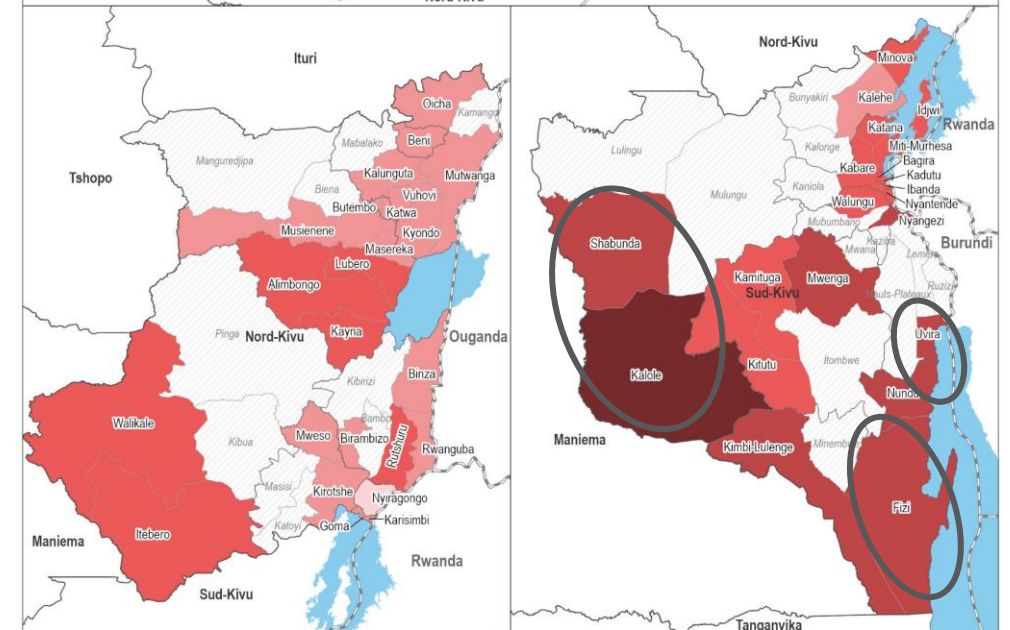 Nord-Kivu
Ituri
Oicha
Kamango
Mabalako
Beni
Manguredjipa
Kalunguta
Mutwanga
Tshopo
Biena
Vuhovi
Butembo
Katwa
Musienene
Kyondo
Masereka
Lubero
Alimbongo
Pinga
Nord-Kivu
Kayna
Ouganda
Binza
Kibirizi
Walikale
Bambo
Mweso
Birambizo
Rutshuru
Rwanguba
Kibua
Masisi
Kirotshe
Nyiragongo
Itebero
Katoyi
Goma
Karisimbi
Maniema
Rwanda
Sud-Kivu
Nord-Kivu
Minova
Bunyakiri
Kalehe
Idjwi
Katana
Rwanda
Lulingu
Kalonge
Miti-Murhesa
Bagira
Kabare
Kadutu
Kaniola
Ibanda
Mulungu
Walungu
Nyantende
Mubumbano
Nyangezi
Shabunda
Kaziba
Burundi
Mwana
Lemera
Kamituga
Mwenga
Sud-Kivu
Ruzizi
Hauts-Plateaux
Uvira
Itombwe
Kitutu
Kalole
Nundu
Maniema
Kimbi-Lulenge
Fizi
Tanganyika